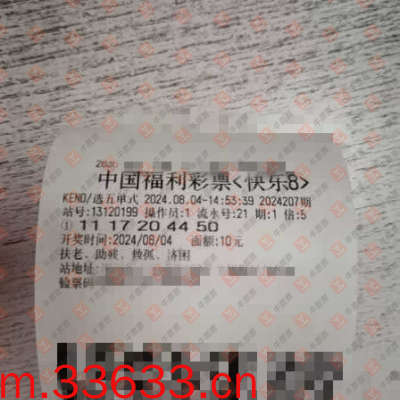 中国福利彩票<快乐8>
KENO/选五单式 2024.08.04-14:53:39 2024207期
站号:13120199 操作员:1 流水号:21 期:1 倍:5
① 11 17 20 44 50
开奖时间:2024/08/04 面额:10元
扶老、助残、救孤、济困
站地址:
验票码
m.33633.cn